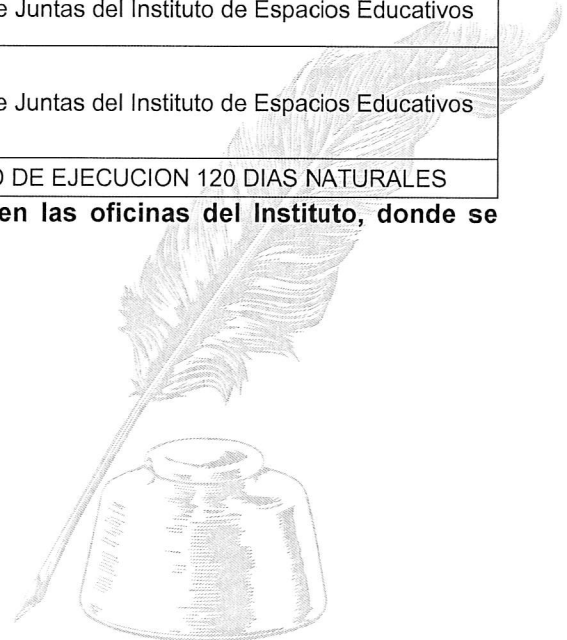 e Juntas del Instituto de Espacios Educativos
e Juntas del Instituto de Espacios Educativos
O DE EJECUCION 120 DIAS NATURALES
en las oficinas del Instituto, donde se